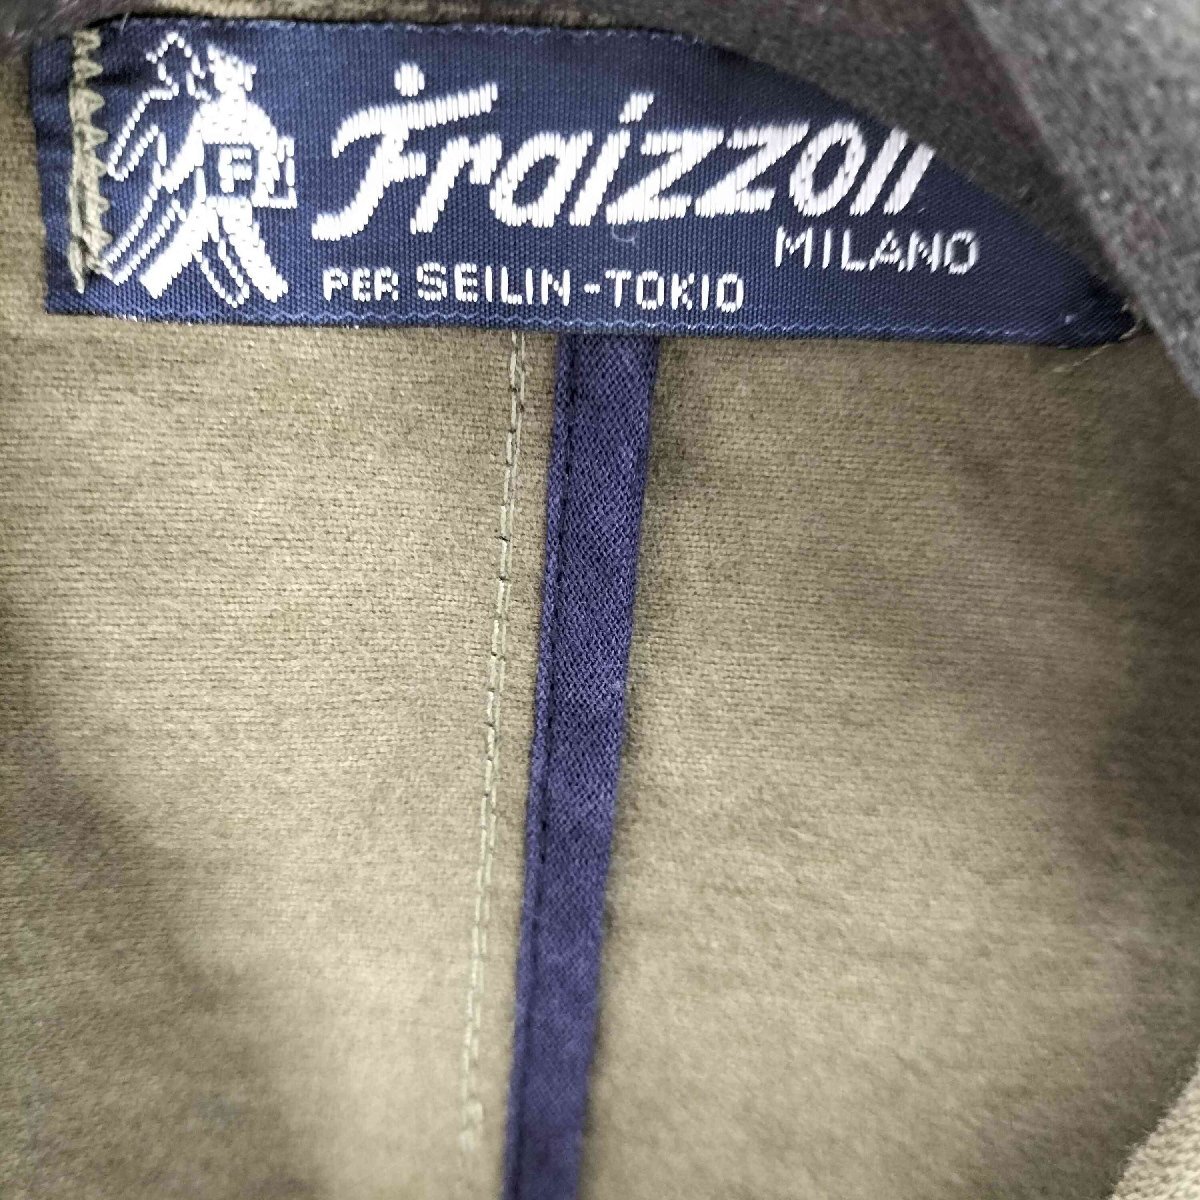 Fraizzoli
MILANO
PER SEILIN - TOKIO
F